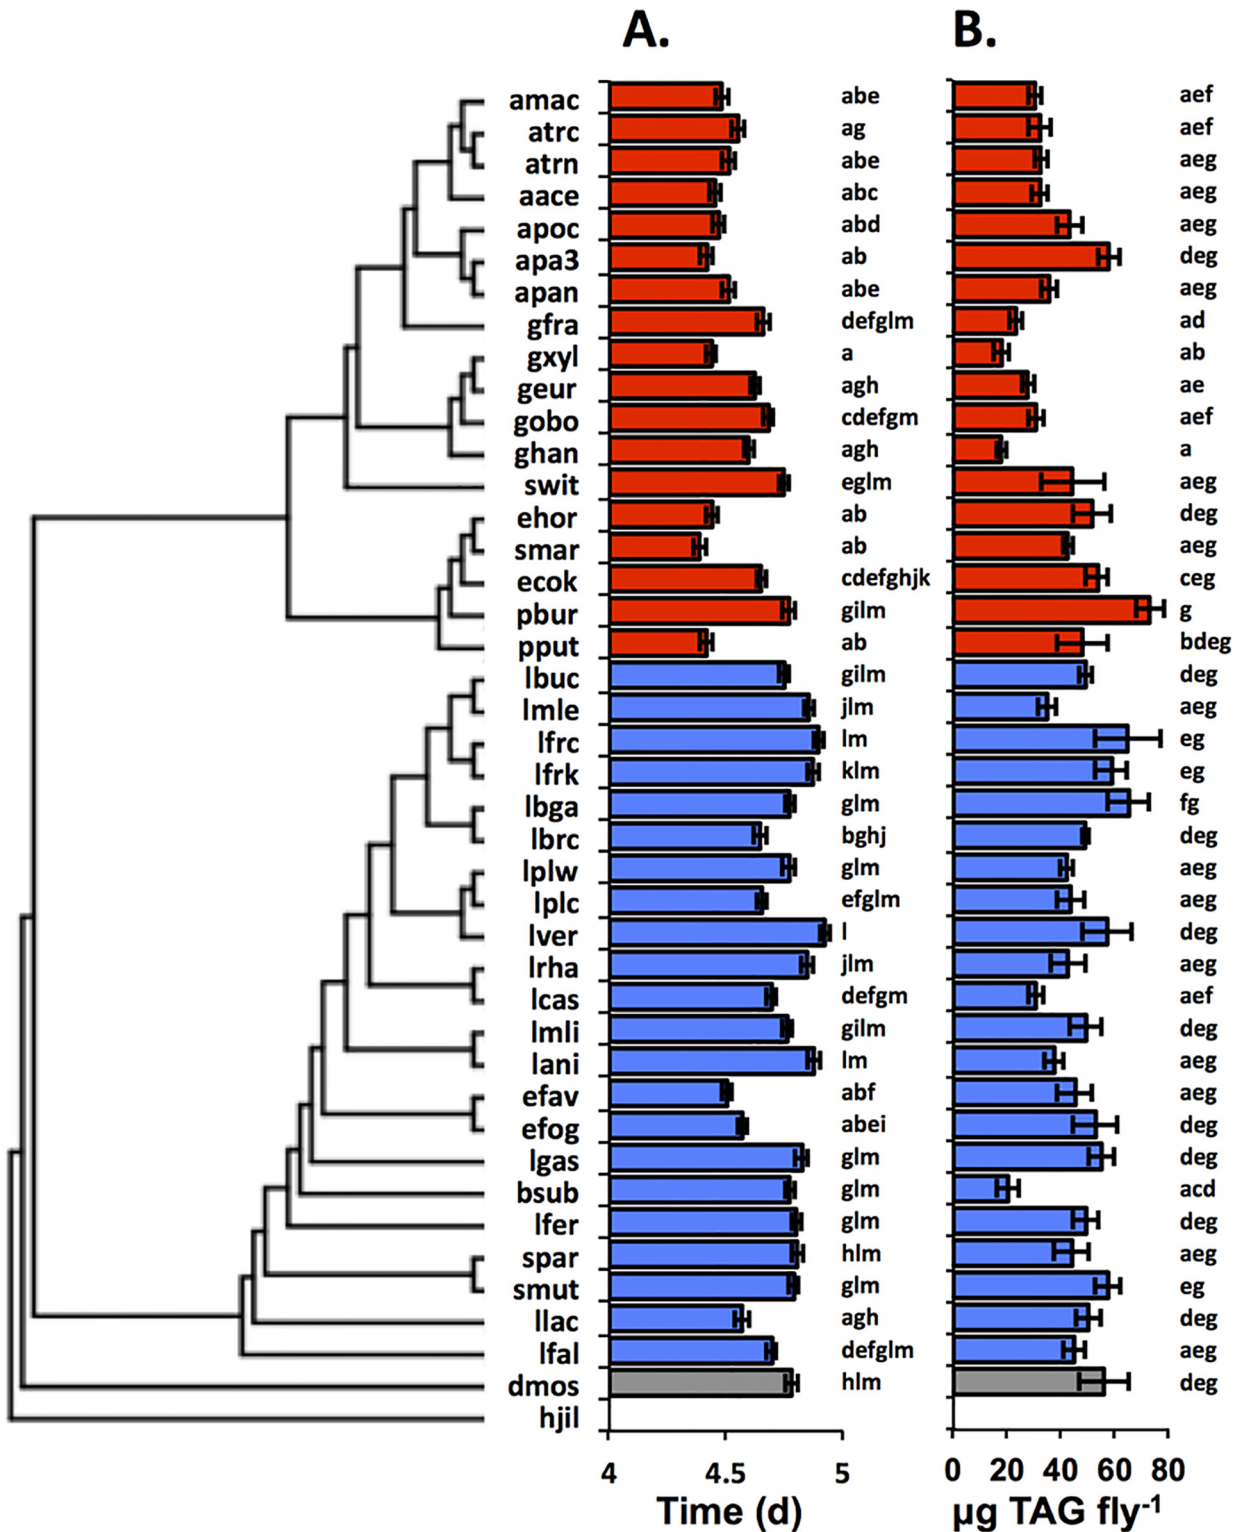 A. B.
amac abe aef
atrc ag aef
atrn abe aeg
aace abc aeg
apoc abd aeg
apa3 ab deg
apan abe aeg
gfra defglm ad
gxyl a ab
geur agh ae
gobo cdefgm aef
ghan agh a
swit eglm aeg
ehor ab deg
smar ab aeg
ecok cdefghjk ceg
pbur gilm g
pput ab bdeg
lbuc gilm deg
lmle jlm aeg
lfrc lm eg
lfrk klm eg
lbga glm fg
lbrc bghj deg
lplw glm aeg
lplc efglm aeg
lver l deg
lrha jlm aeg
lcas defgm aef
lmli gilm deg
lani lm aeg
efav abf aeg
efog abei deg
lgas glm deg
bsub glm acd
lfer glm deg
spar hlm aeg
smut glm eg
llac agh deg
lfal defglm aeg
dmos hlm deg
hjil
4 4.5 5 0 20 40 60 80
Time (d) µg TAG fly-1